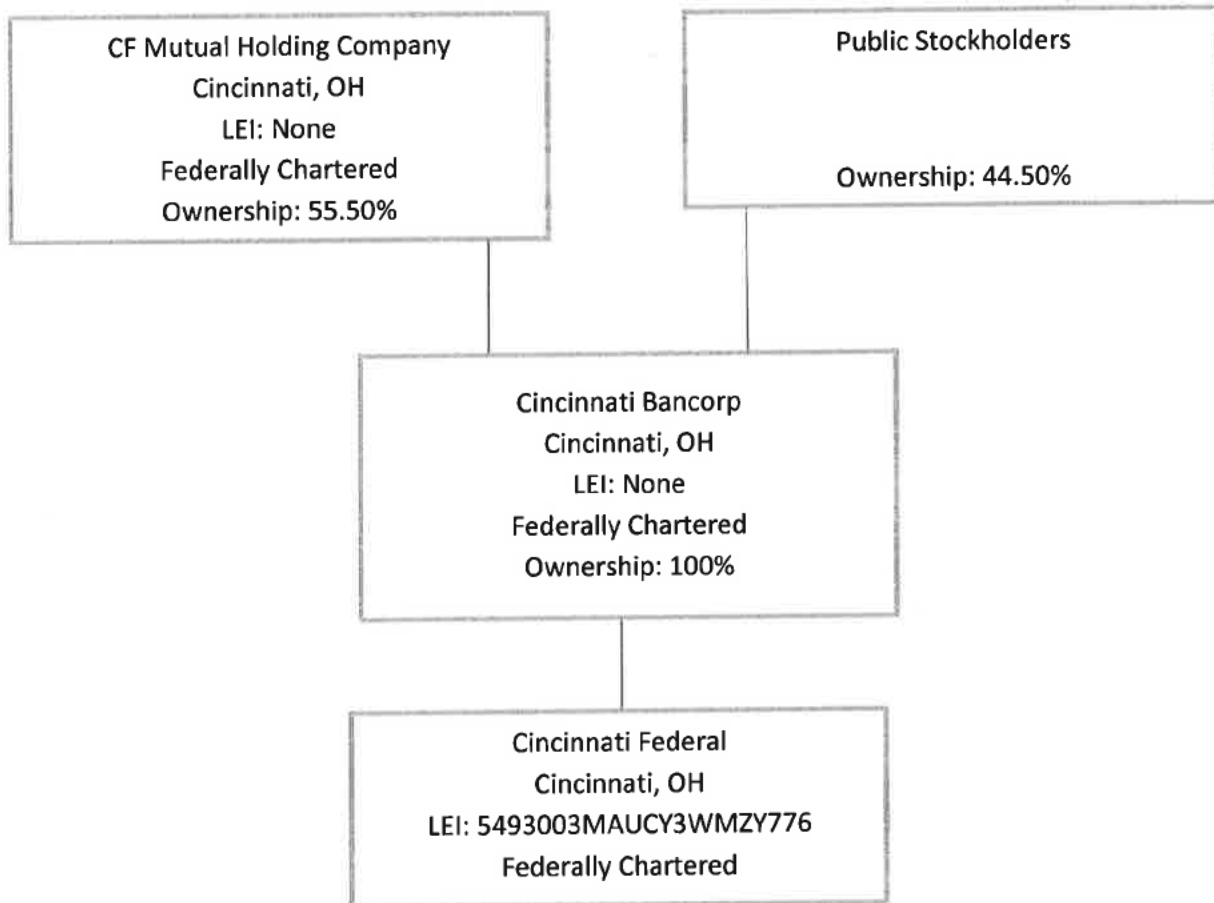 CF Mutual Holding Company
Cincinnati, OH
LEI: None
Federally Chartered
Ownership: 55.50%
Public Stockholders
Ownership: 44.50%
Cincinnati Bancorp
Cincinnati, OH
LEI: None
Federally Chartered
Ownership: 100%
Cincinnati Federal
Cincinnati, OH
LEI: 5493003MAUCY3WMZY776
Federally Chartered